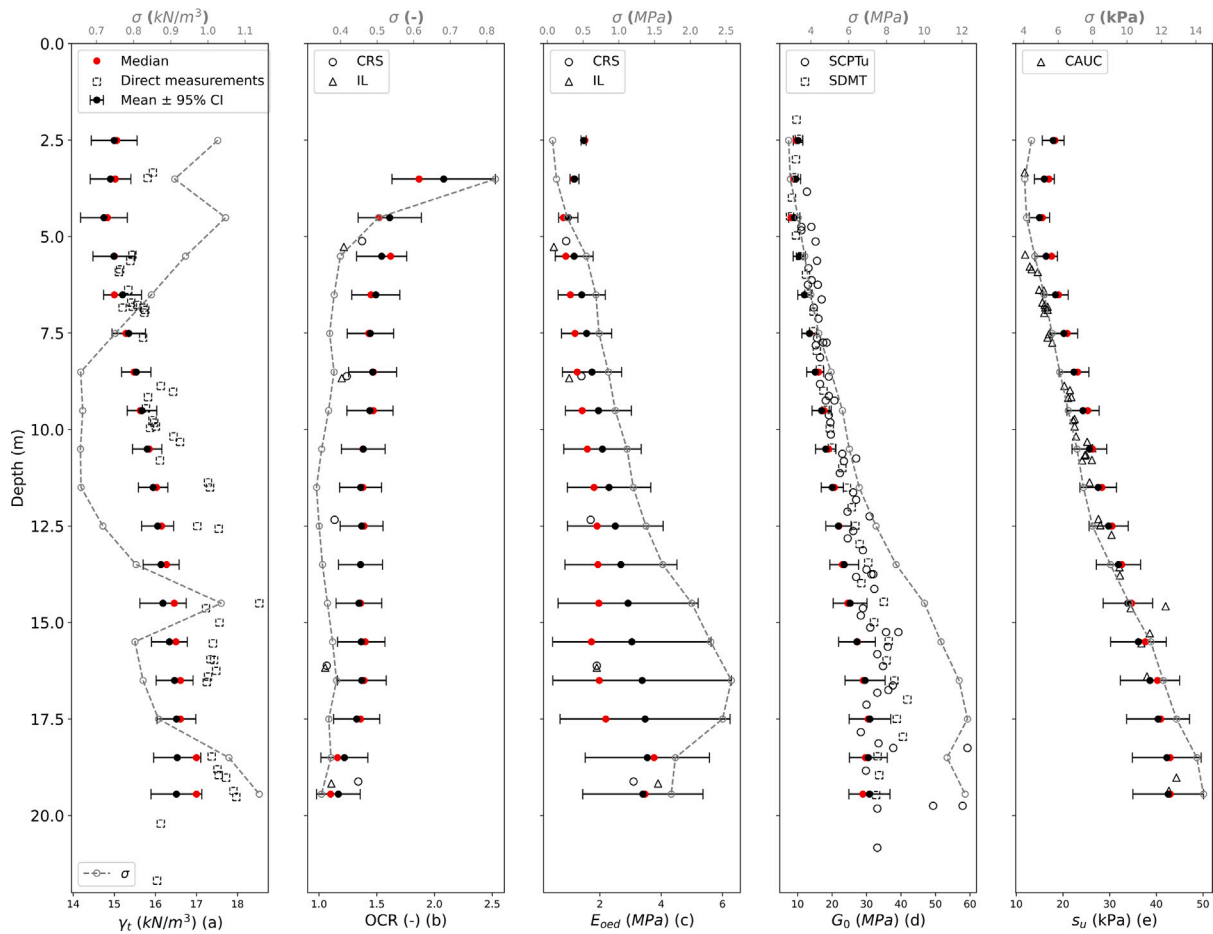 σ (kN/m³)
σ (-)
σ (MPa)
σ (MPa)
σ (kPa)
0.7 0.8 0.9 1.0 1.1
0.4 0.6 0.8
0.0 0.5 1.0 1.5 2.0 2.5
4 6 8 10 12
4 6 8 10 12 14
Median
Direct measurements
Mean ± 95% CI
CRS
IL
CRS
IL
SCPTu
SDMT
CAUC
Depth (m)
0.0
2.5
5.0
7.5
10.0
12.5
15.0
17.5
20.0
σ
14 15 16 17 18
1.0 1.5 2.0 2.5
2 4 6
10 20 30 40 50 60
10 20 30 40 50
γt (kN/m³) (a)
OCR (-) (b)
Eoed (MPa) (c)
G0 (MPa) (d)
su (kPa) (e)